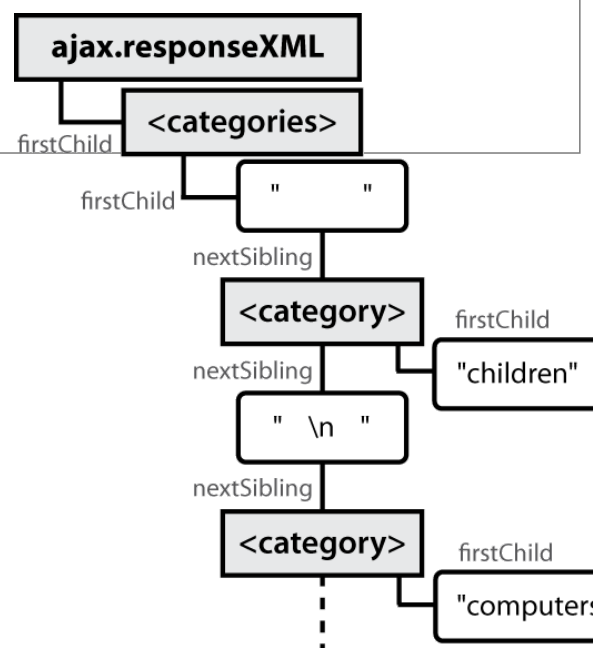 ajax.responseXML
<categories>
firstChild
firstChild
" "
nextSibling
<category>
firstChild
nextSibling
"children"
" \n "
nextSibling
<category>
firstChild
"computers